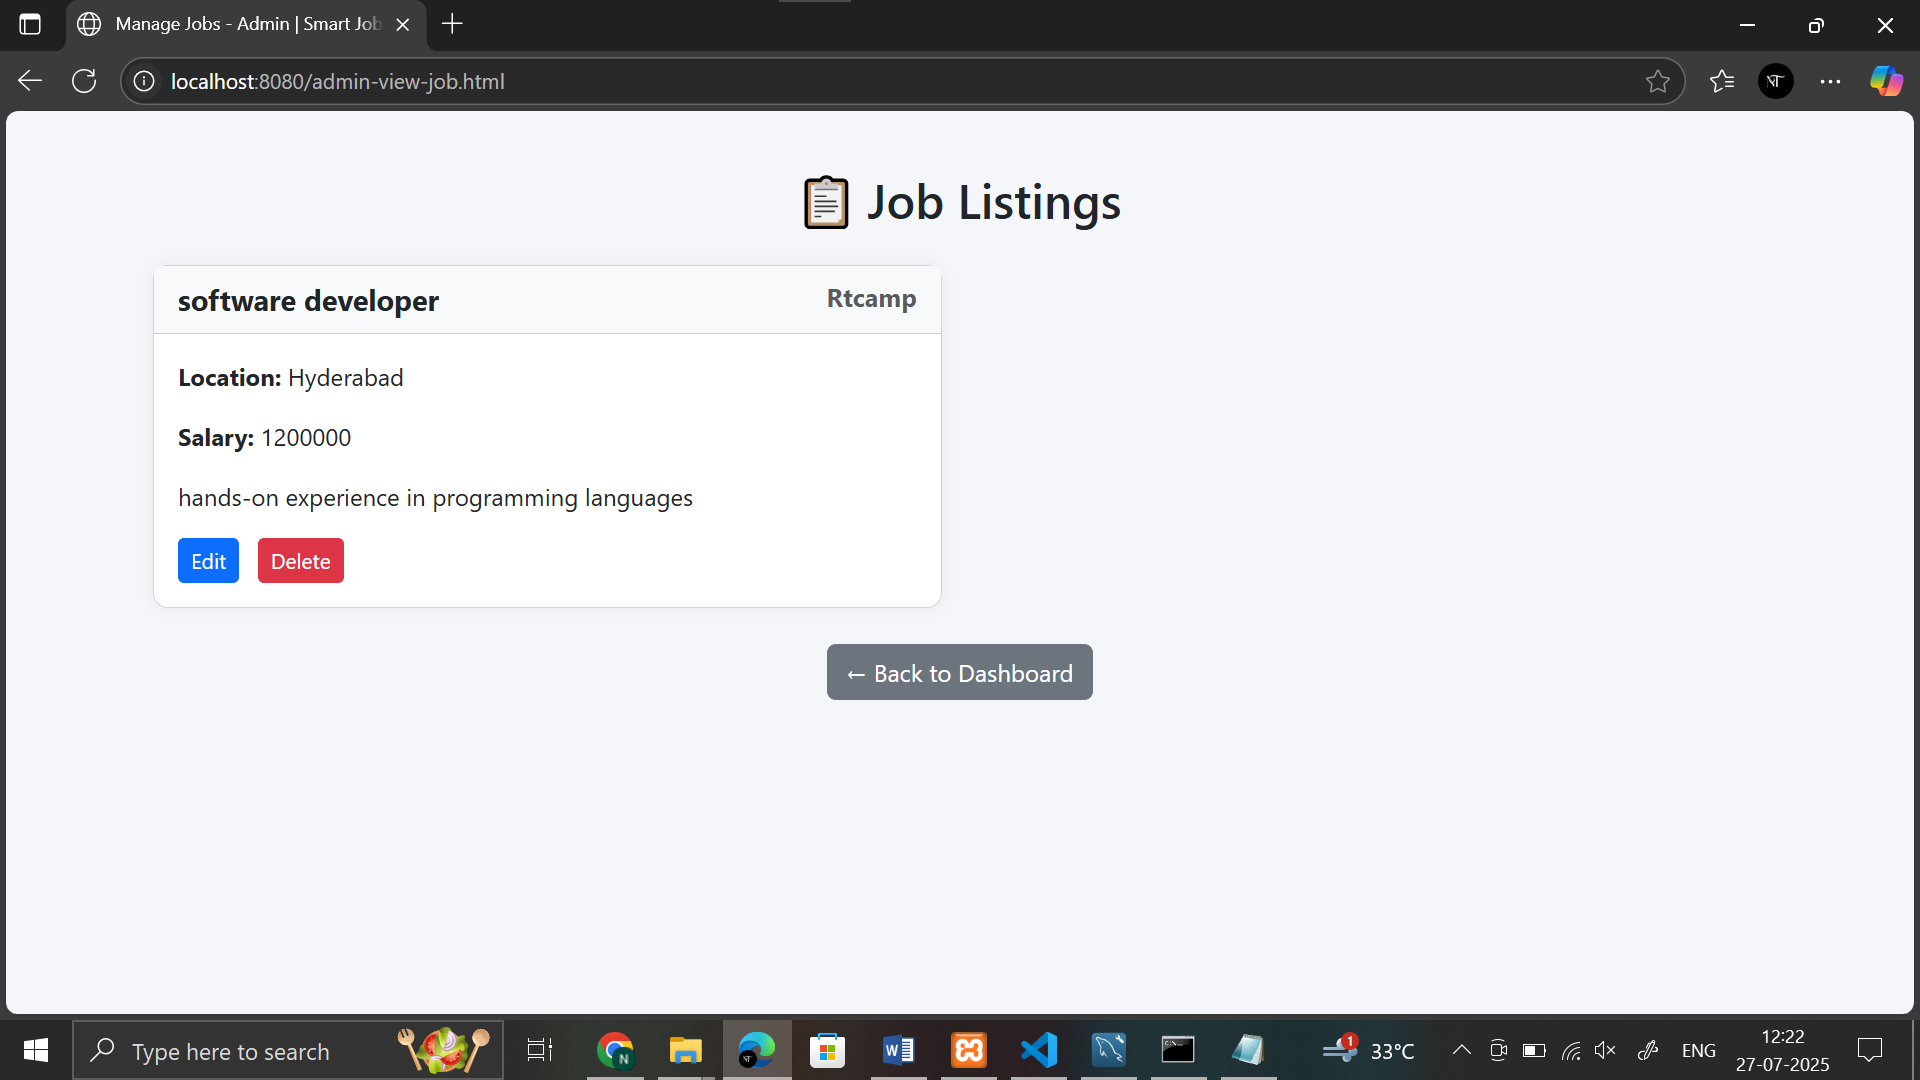 Manage Jobs - Admin | Smart Job
localhost:8080/admin-view-job.html
NT
Job Listings
software developer
Rtcamp
Location: Hyderabad
Salary: 1200000
hands-on experience in programming languages
Edit
Delete
← Back to Dashboard
Type here to search
N
W
1
33°C
ENG
12:22
27-07-2025